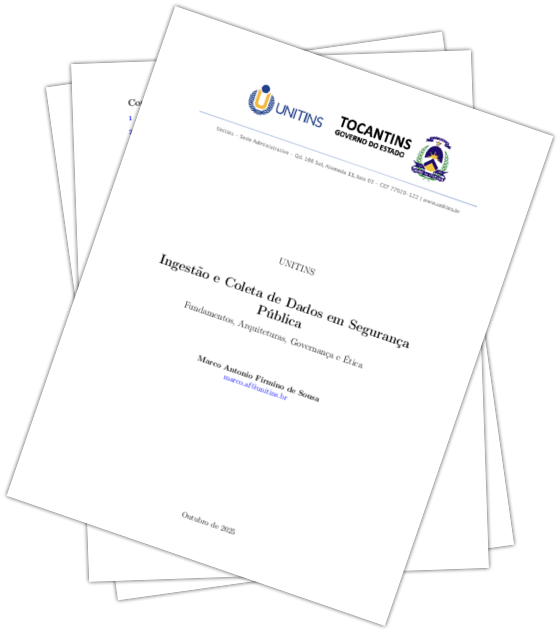 Co
1
2
UNITINS
TOCANTINS
GOVERNO DO ESTADO
Unitins - Sede Administrativa - Qd. 108 Sul, Alameda 11, lote 03 - CEP 77020-122 | www.unitins.br
UNITINS
Ingestão e Coleta de Dados em Segurança
Pública
Fundamentos, Arquiteturas, Governança e Ética
Marco Antonio Firmino de Sousa
marco.af@unitins.br
Outubro de 2025